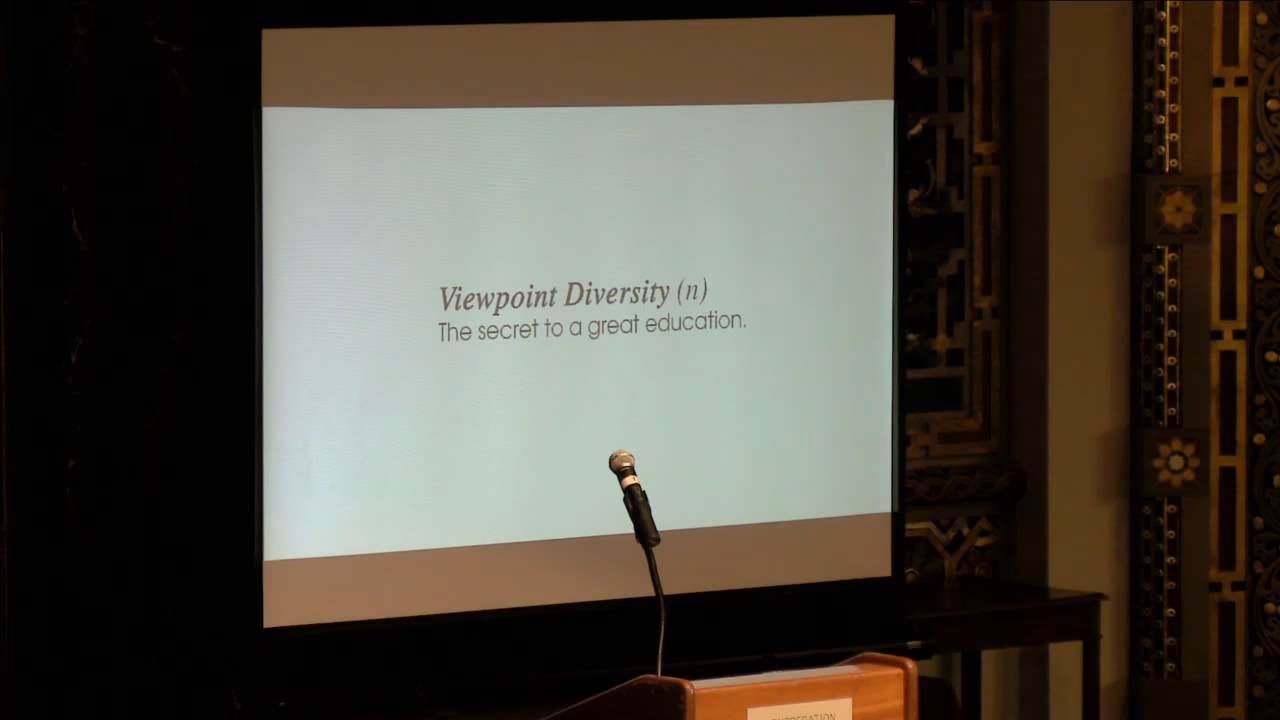 Viewpoint Diversity (n)
The secret to a great education.